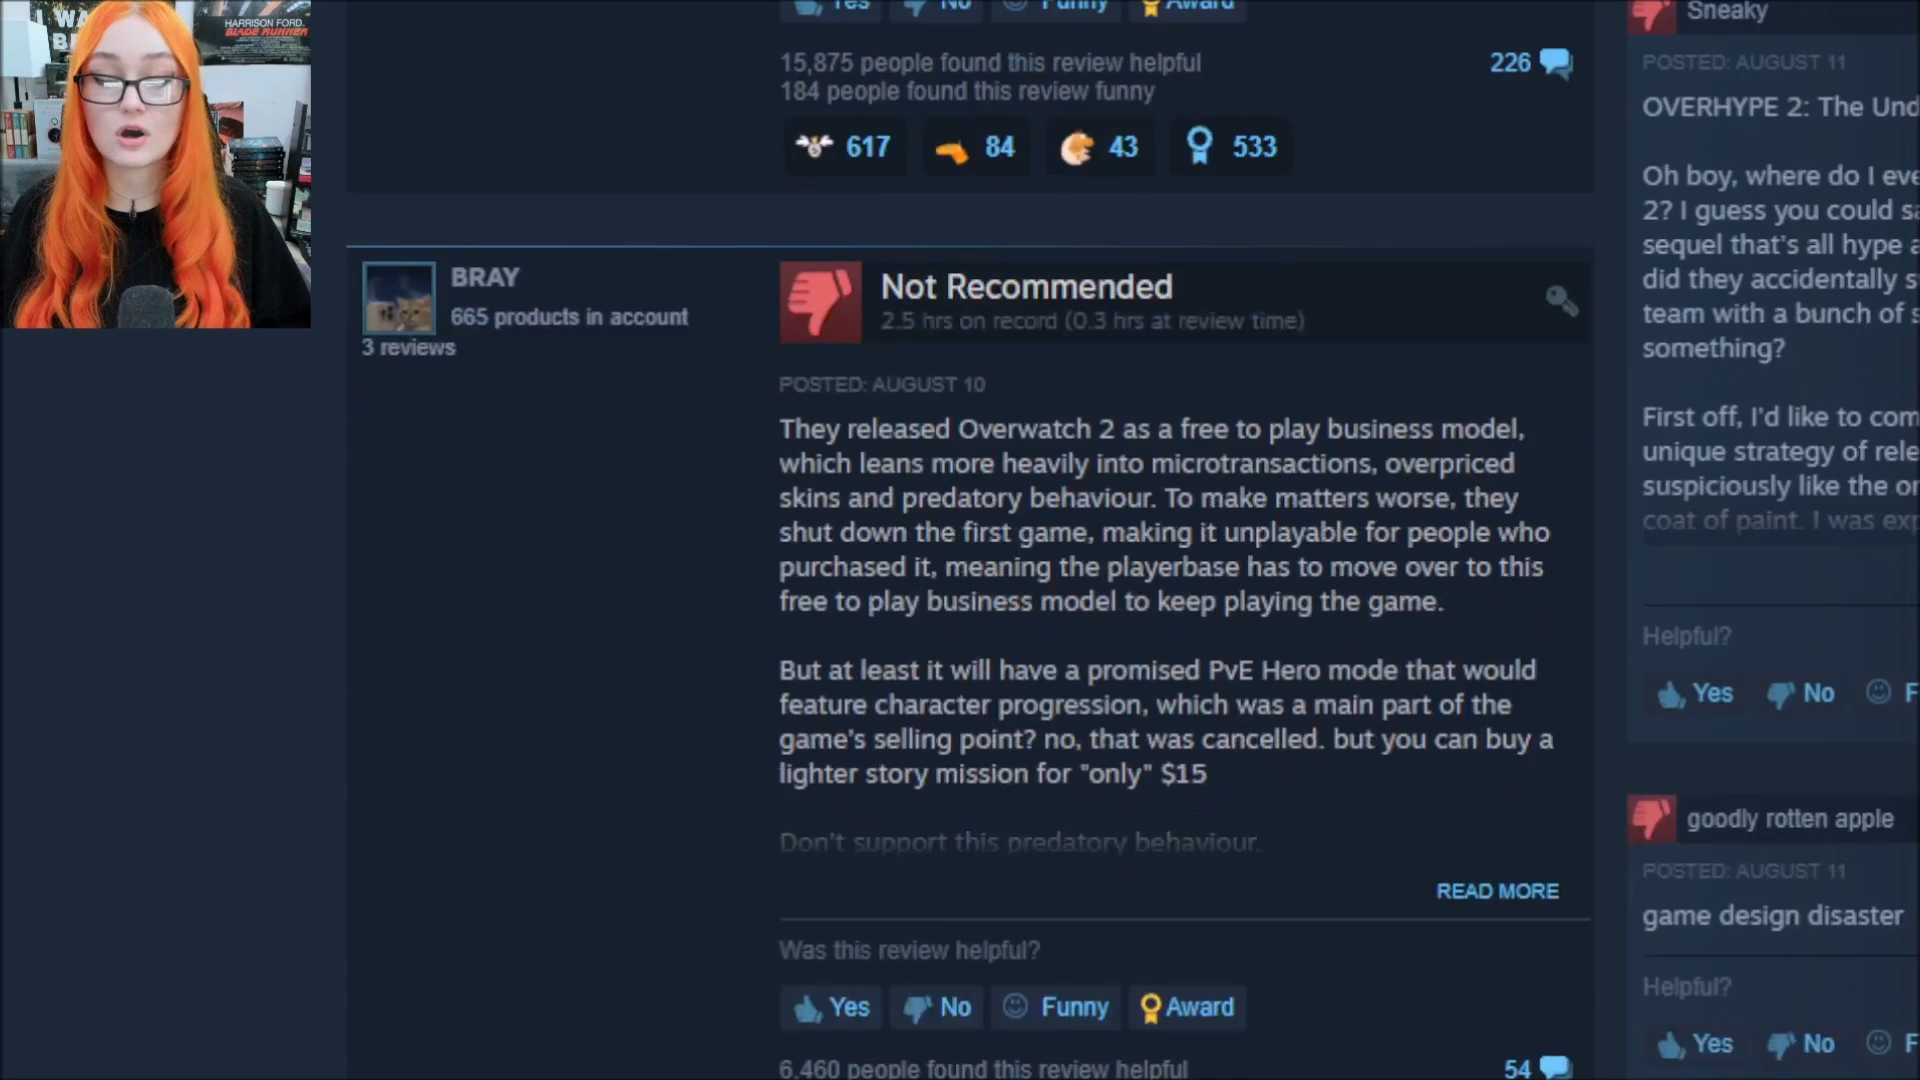 HARRISON FORD.
BLADE RUNNER
Yes
No
Funny
Award
15,875 people found this review helpful
184 people found this review funny
226
617
84
43
533
BRAY
665 products in account
3 reviews
Not Recommended
2.5 hrs on record (0.3 hrs at review time)
POSTED: AUGUST 10
They released Overwatch 2 as a free to play business model,
which leans more heavily into microtransactions, overpriced
skins and predatory behaviour. To make matters worse, they
shut down the first game, making it unplayable for people who
purchased it, meaning the playerbase has to move over to this
free to play business model to keep playing the game.
But at least it will have a promised PvE Hero mode that would
feature character progression, which was a main part of the
game's selling point? no, that was cancelled. but you can buy a
lighter story mission for "only" $15
Don't support this predatory behaviour.
READ MORE
Was this review helpful?
Yes
No
Funny
Award
6,460 people found this review helpful
54
Sneaky
POSTED: AUGUST 11
OVERHYPE 2: The Und
Oh boy, where do I eve
2? I guess you could sa
sequel that's all hype a
did they accidentally s
team with a bunch of s
something?
First off, I'd like to com
unique strategy of rele
suspiciously like the or
coat of paint. I was exp
Helpful?
Yes
No
F
goodly rotten apple
POSTED: AUGUST 11
game design disaster
Helpful?
Yes
No
F